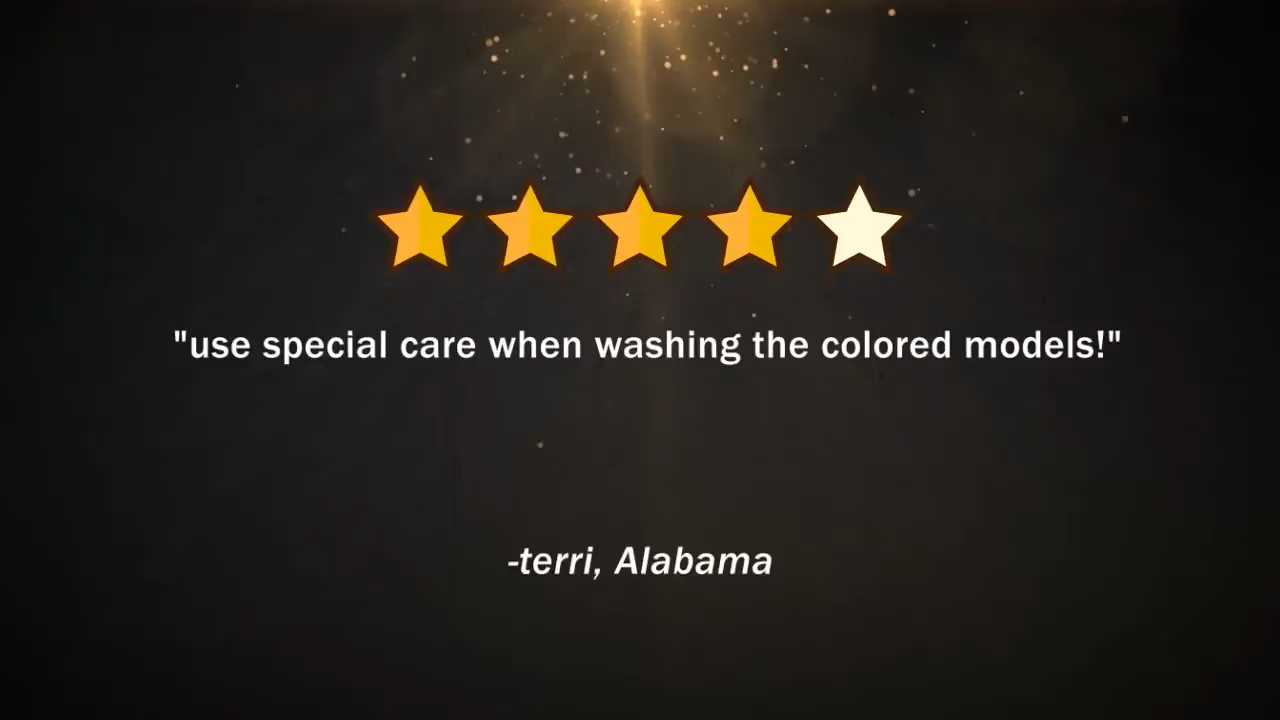 "use special care when washing the colored models!"
-terri, Alabama